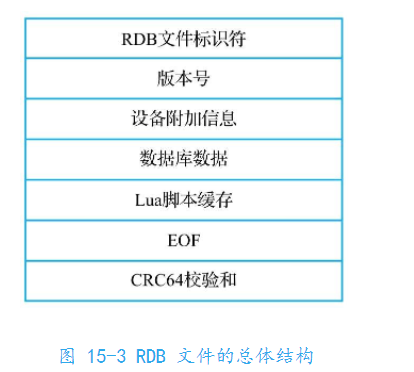 RDB文件标识符
版本号
设备附加信息
数据库数据
Lua脚本缓存
EOF
CRC64校验和
图 15-3 RDB 文件的总体结构